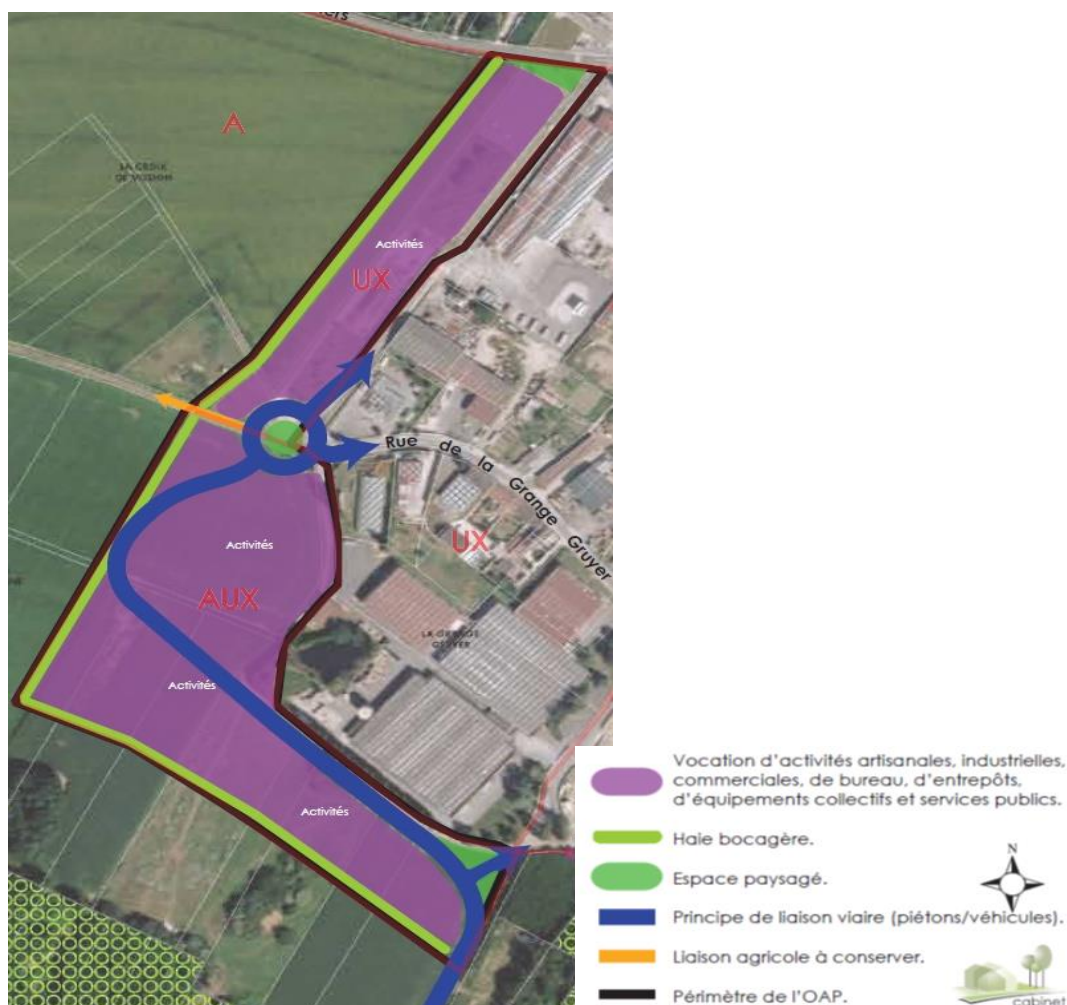 ers
A
LA CROIX
Activités
UX
Rue de la Grange Gruyer
Activités
UX
AUX
LA GRANGE
GRUYER
Activités
Activités
Vocation d'activités artisanales, industrielles,
commerciales, de bureau, d'entrepôts,
d'équipements collectifs et services publics.
Haie bocagère.
N
Espace paysagé.
Principe de liaison viaire (piétons/véhicules).
Liaison agricole à conserver.
Périmètre de l'OAP.
cabinet